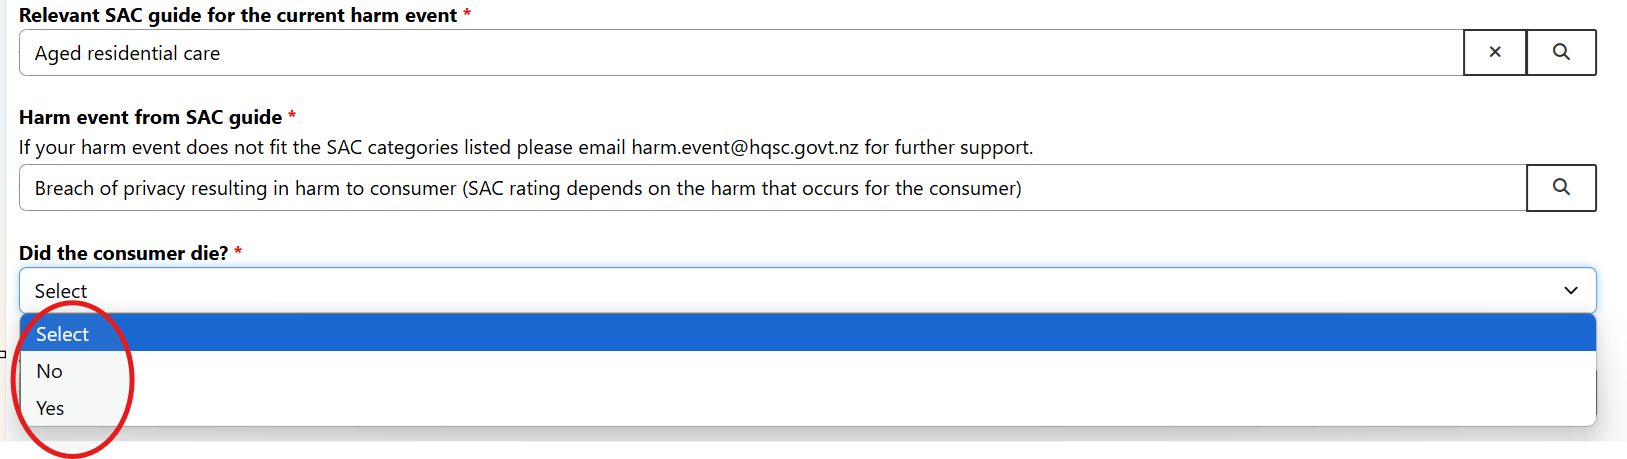 Relevant SAC guide for the current harm event *
Aged residential care
Harm event from SAC guide *
If your harm event does not fit the SAC categories listed please email harm.event@hqsc.govt.nz for further support.
Breach of privacy resulting in harm to consumer (SAC rating depends on the harm that occurs for the consumer)
Did the consumer die? *
Select
Select
No
Yes